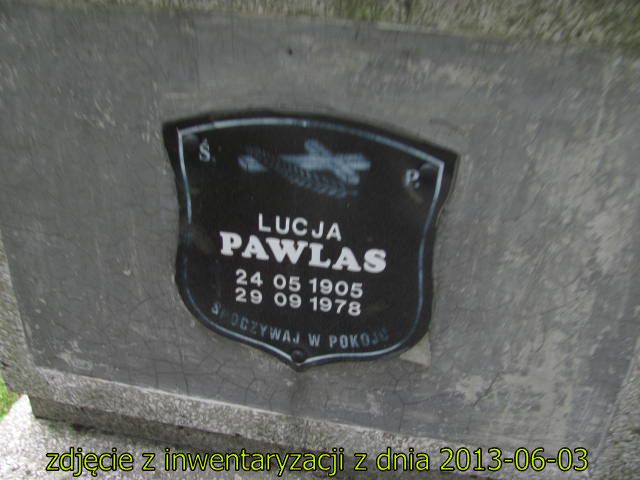 Ś. P.
LUCJA
PAWLAS
24 05 1905
29 09 1978
SPOCZYWAJ W POKOJU
zdjęcie z inwentaryzacji z dnia 2013-06-03